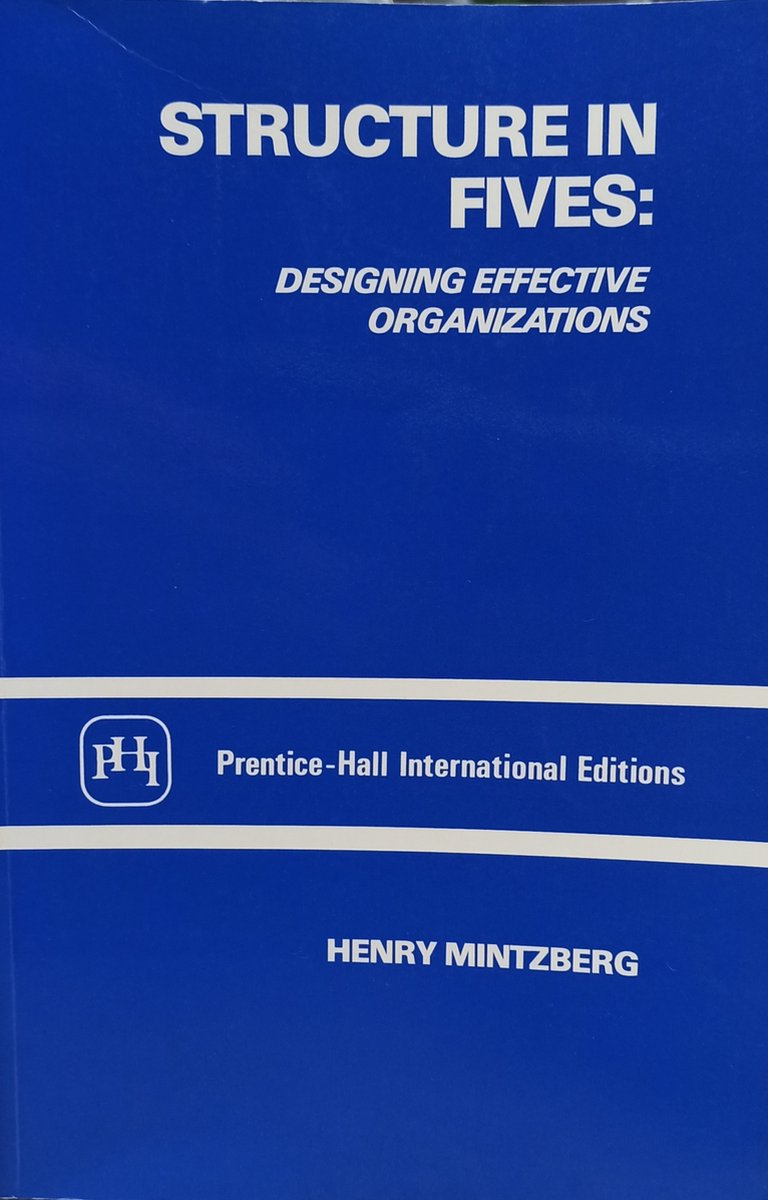 STRUCTURE IN
FIVES:
DESIGNING EFFECTIVE
ORGANIZATIONS
PHI
Prentice-Hall International Editions
HENRY MINTZBERG